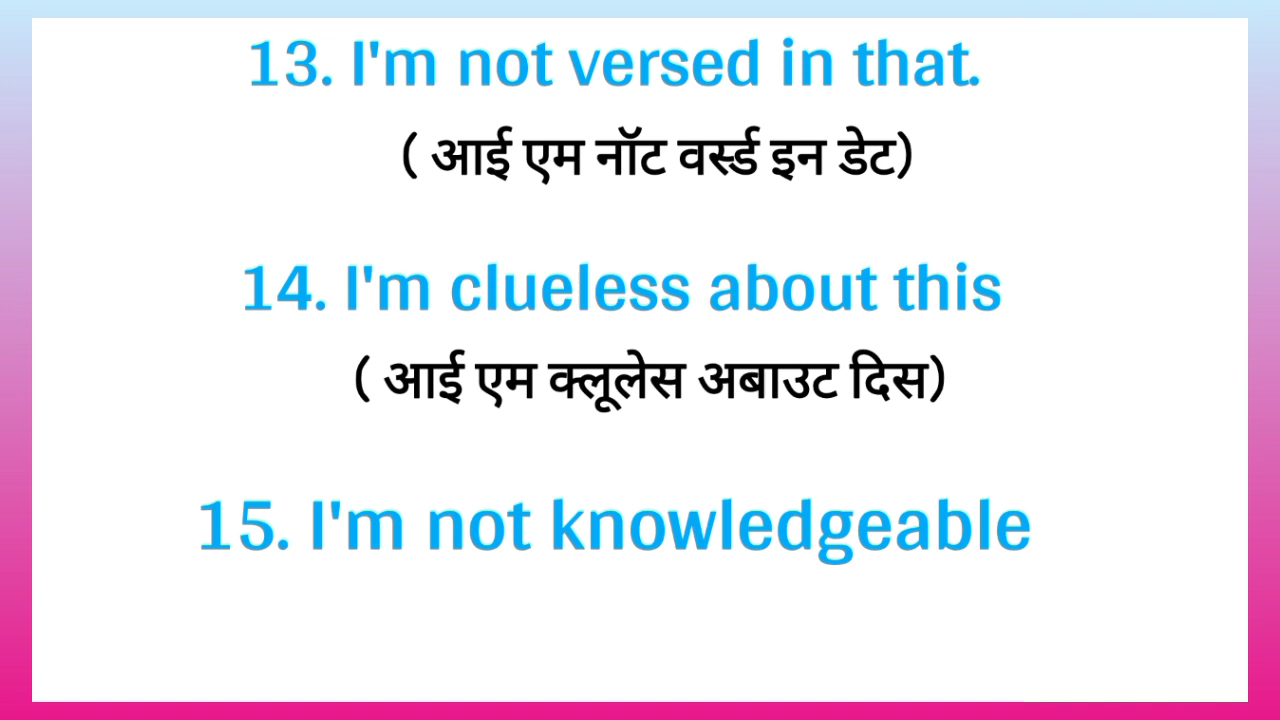 13. I'm not versed in that.
( आई एम नॉट वर्स्ड इन डेट)
14. I'm clueless about this
( आई एम क्लूलेस अबाउट दिस)
15. I'm not knowledgeable